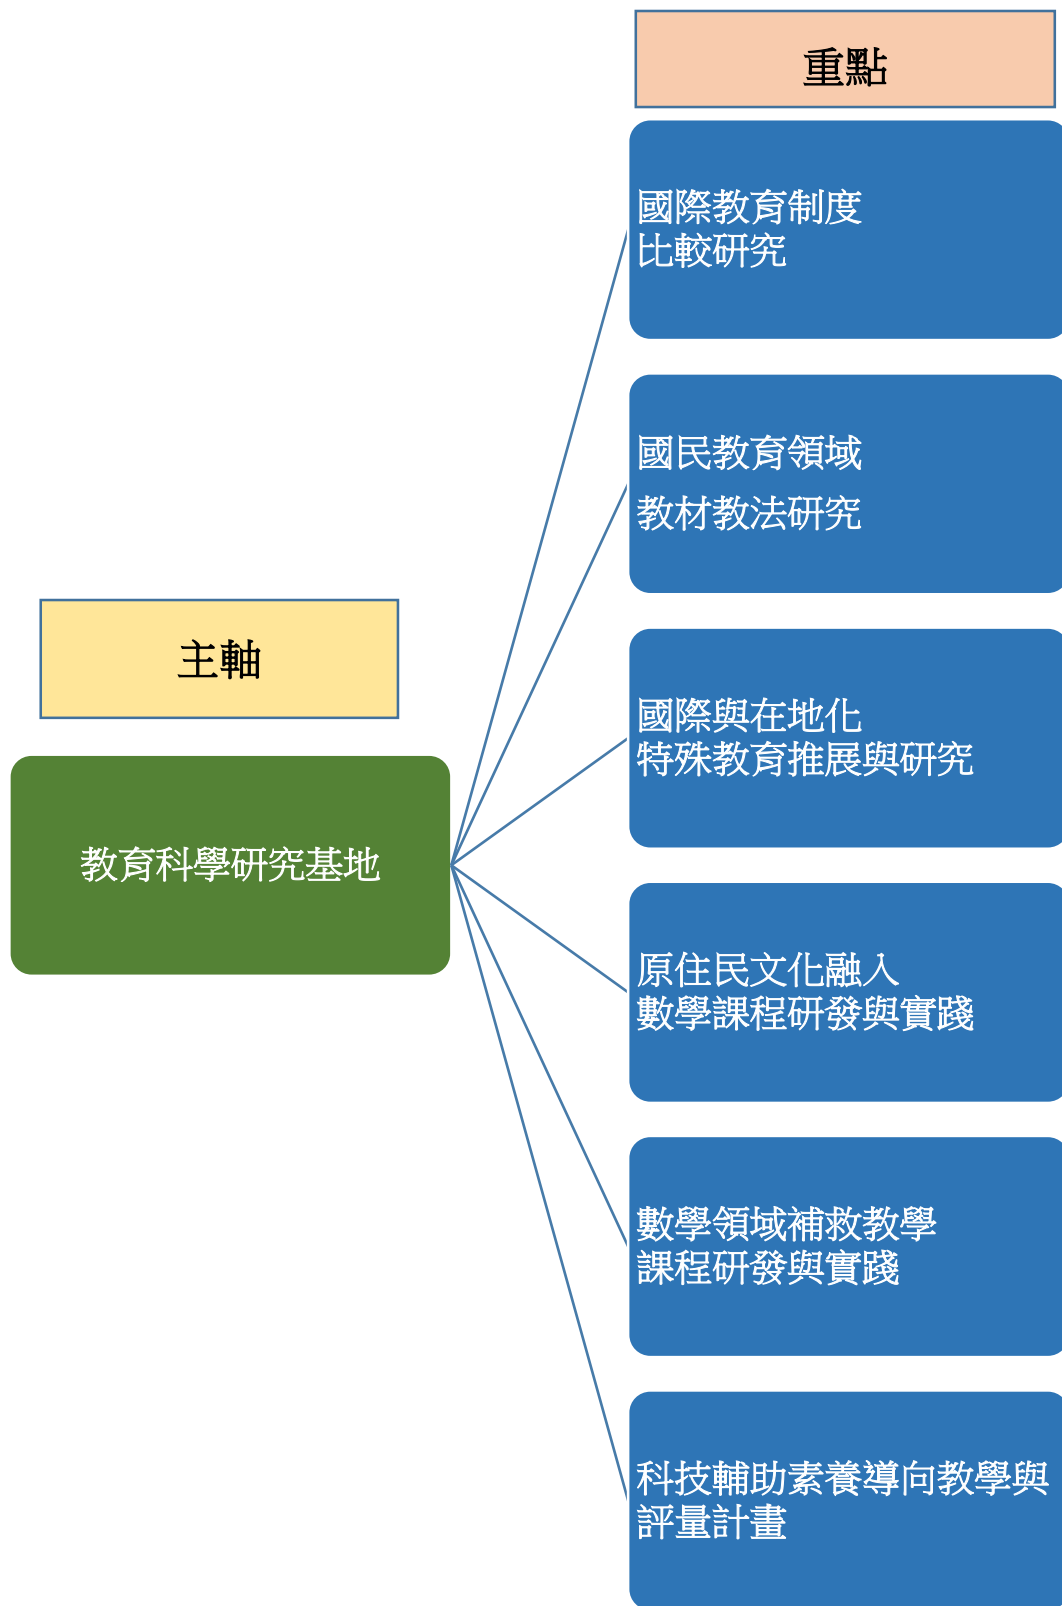 重點
國際教育制度
比較研究
國民教育領域
教材教法研究
主軸
國際與在地化
特殊教育推展與研究
教育科學研究基地
原住民文化融入
數學課程研發與實踐
數學領域補救教學
課程研發與實踐
科技輔助素養導向教學與
評量計畫